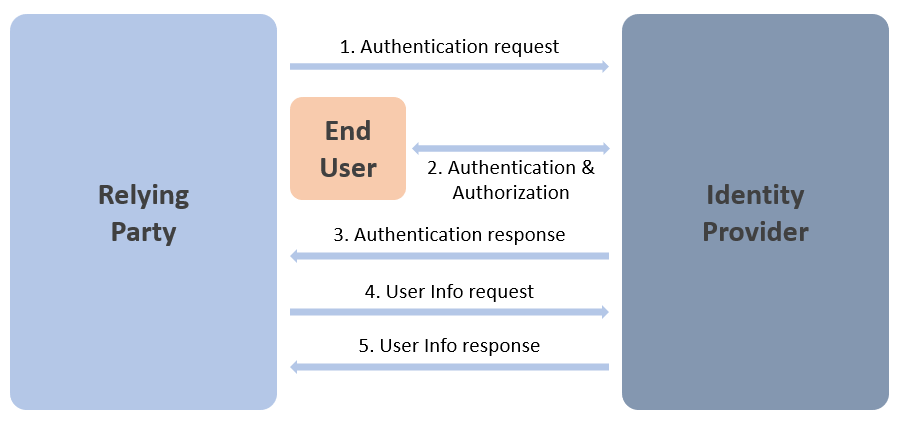 Relying
Party
1. Authentication request
End
User
2. Authentication &
Authorization
3. Authentication response
4. User Info request
5. User Info response
Identity
Provider